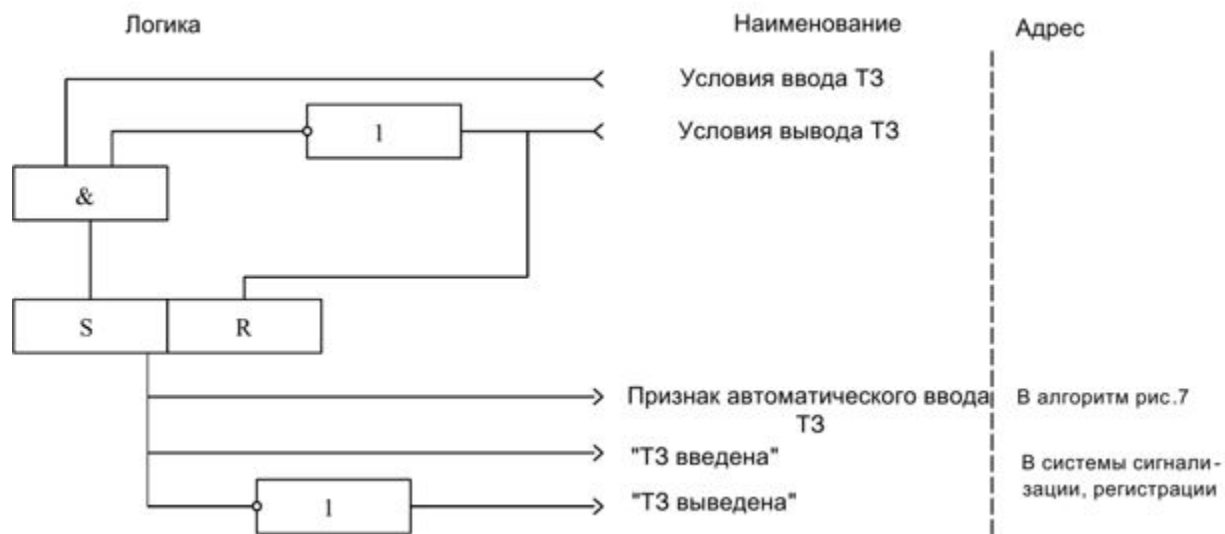 Логика
Наименование
Адрес
Условия ввода ТЗ
1
Условия вывода ТЗ
&
S
R
Признак автоматического ввода
ТЗ
В алгоритм рис.7
"ТЗ введена"
В системы сигнали-
зации, регистрации
1
"ТЗ выведена"